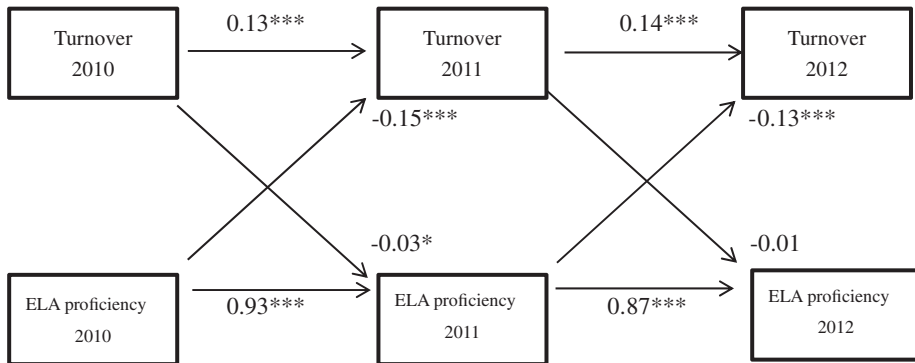 0.13***
0.14***
Turnover
2010
Turnover
2011
Turnover
2012
-0.15***
-0.13***
-0.03*
-0.01
ELA proficiency
2010
0.93***
ELA proficiency
2011
0.87***
ELA proficiency
2012